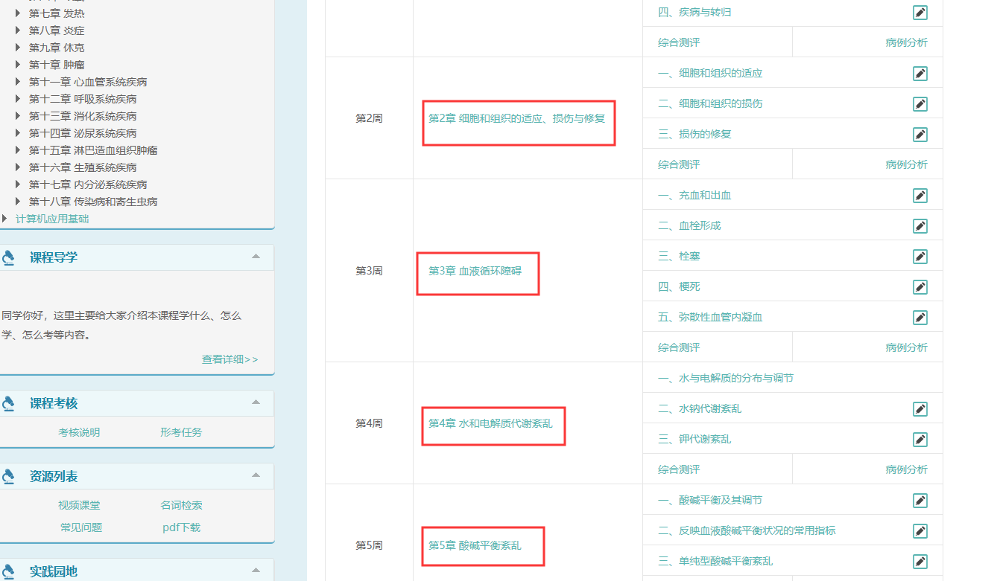 第七章 发热
第八章 炎症
第九章 休克
第十章 肿瘤
第十一章 心血管系统疾病
第十二章 呼吸系统疾病
第十三章 消化系统疾病
第十四章 泌尿系统疾病
第十五章 淋巴造血组织肿瘤
第十六章 生殖系统疾病
第十七章 内分泌系统疾病
第十八章 传染病和寄生虫病
计算机应用基础
课程导学
同学你好，这里主要给大家介绍本课程学什么、怎么
学、怎么考等内容。
查看详细>>
课程考核
考核说明 形考任务
资源列表
视频课堂 名词检索
常见问题 pdf下载
实践园地
四、疾病与转归
综合测评 病例分析
第2周
第2章 细胞和组织的适应、损伤与修复
一、细胞和组织的适应
二、细胞和组织的损伤
三、损伤的修复
综合测评 病例分析
第3周
第3章 血液循环障碍
一、充血和出血
二、血栓形成
三、栓塞
四、梗死
五、弥散性血管内凝血
综合测评 病例分析
第4周
第4章 水和电解质代谢紊乱
一、水与电解质的分布与调节
二、水钠代谢紊乱
三、钾代谢紊乱
综合测评 病例分析
第5周
第5章 酸碱平衡紊乱
一、酸碱平衡及其调节
二、反映血液酸碱平衡状况的常用指标
三、单纯型酸碱平衡紊乱